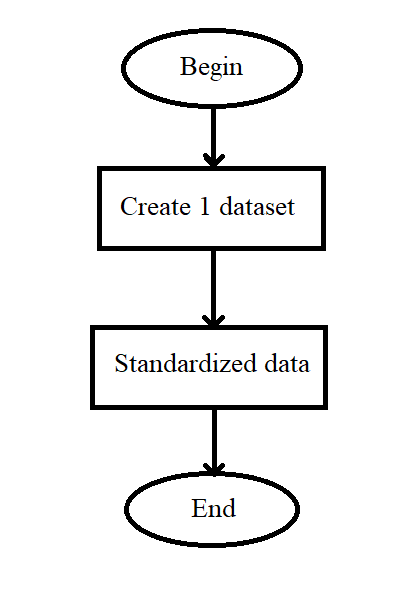 Begin
Create 1 dataset
Standardized data
End